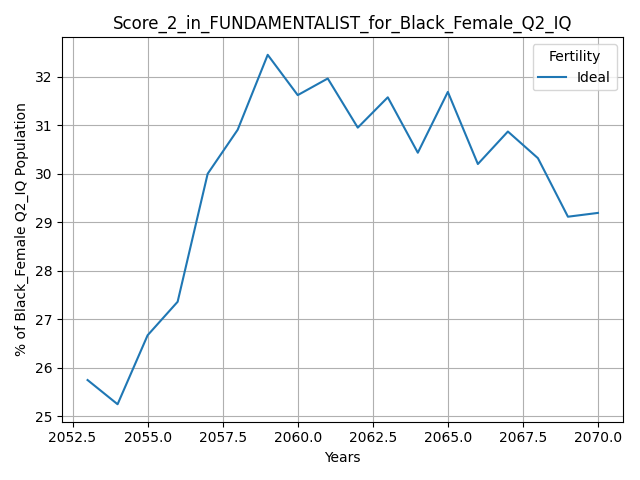 Score_2_in_FUNDAMENTALIST_for_Black_Female_Q2_IQ
Fertility
Ideal
% of Black_Female Q2_IQ Population
32
31
30
29
28
27
26
25
2052.5 2055.0 2057.5 2060.0 2062.5 2065.0 2067.5 2070.0
Years